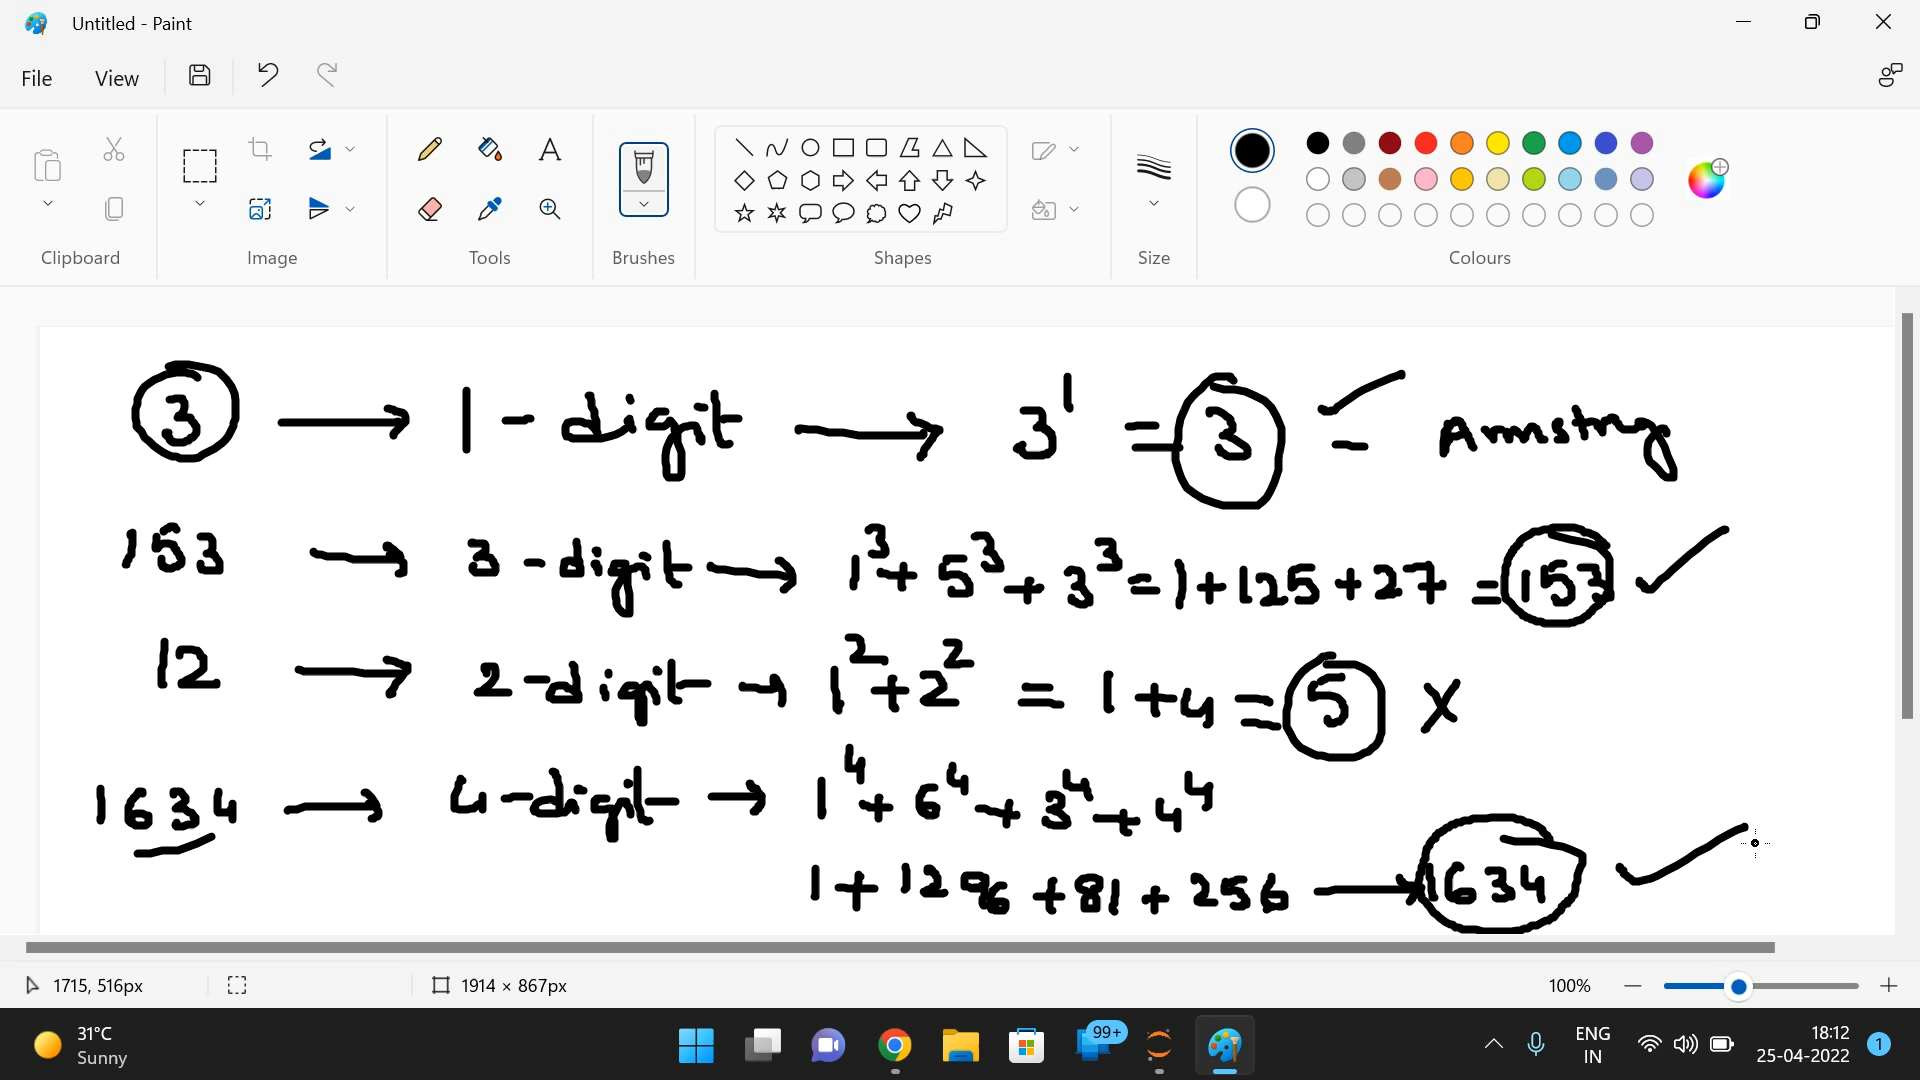 Untitled - Paint
File View
Clipboard Image Tools Brushes Shapes Size Colours
3 → 1 - digit → 3¹ = 3 ✓ - Armstrong
153 → 3 - digit → 1³ + 5³ + 3³ = 1 + 125 + 27 = 153 ✓
12 → 2 - digit → 1² + 2² = 1 + 4 = 5 X
1634 → 4 - digit → 1⁴ + 6⁴ + 3⁴ + 4⁴
1 + 1296 + 81 + 256 → 1634 ✓
1715, 516px 1914 × 867px 100%
31°C
Sunny
99+
ENG
IN
18:12
25-04-2022
1